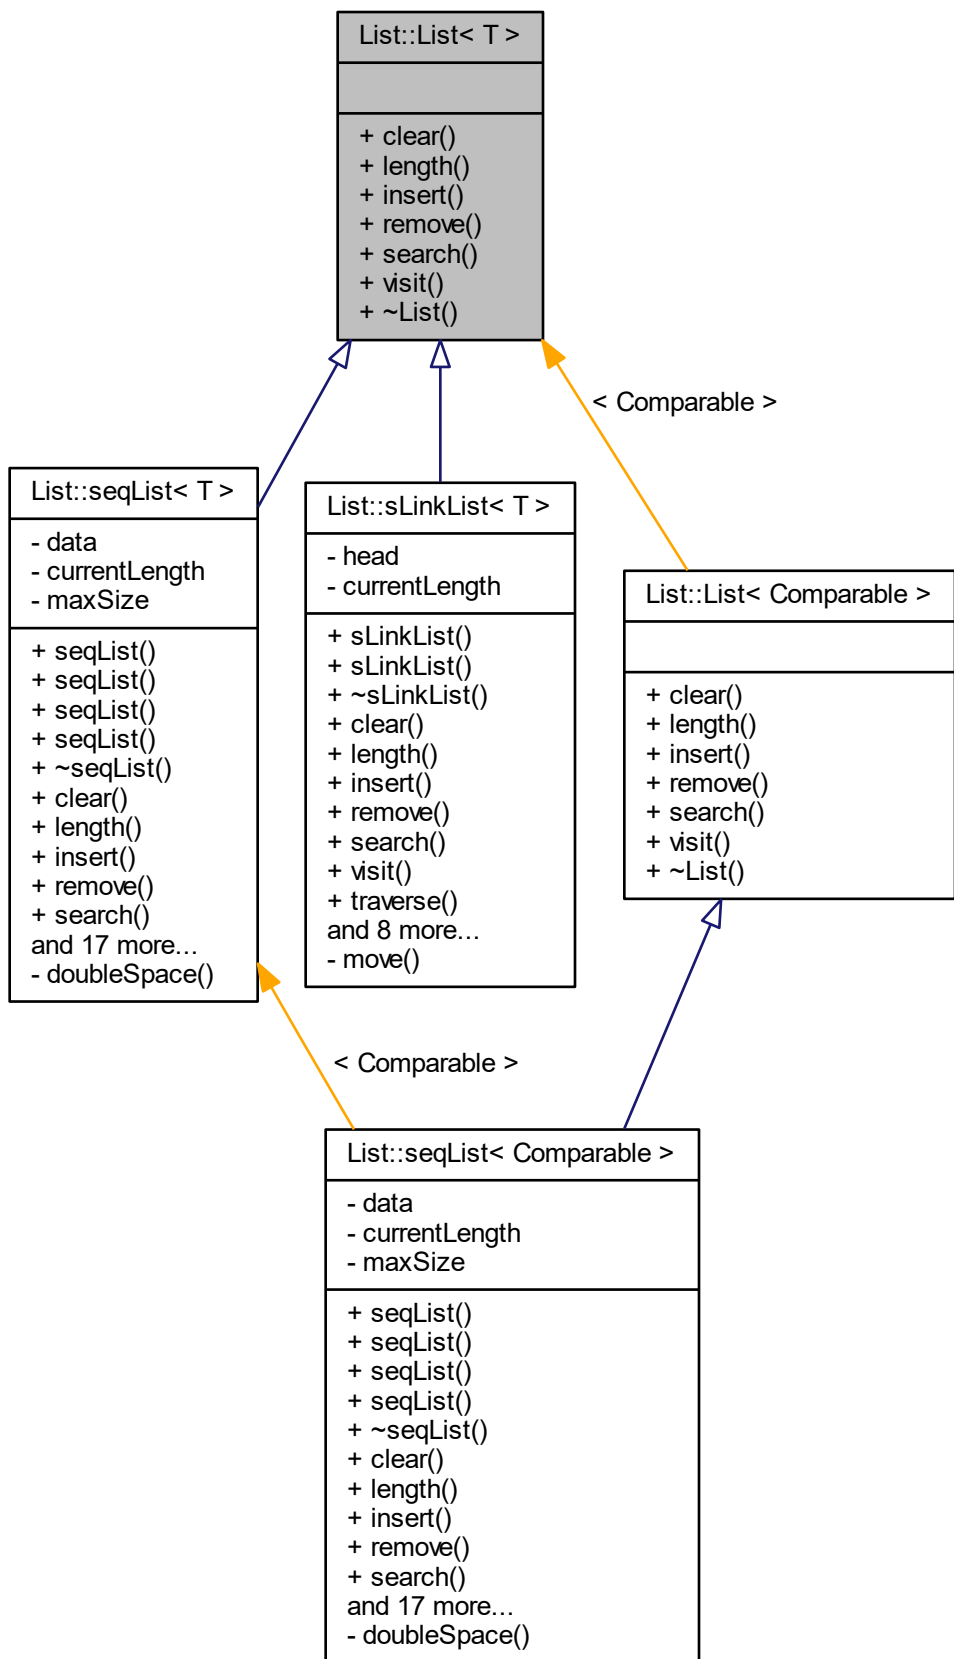 List::List< T >
+ clear()
+ length()
+ insert()
+ remove()
+ search()
+ visit()
+ ~List()
< Comparable >
List::seqList< T >
- data
- currentLength
- maxSize
+ seqList()
+ seqList()
+ seqList()
+ seqList()
+ ~seqList()
+ clear()
+ length()
+ insert()
+ remove()
+ search()
and 17 more...
- doubleSpace()
List::sLinkList< T >
- head
- currentLength
+ sLinkList()
+ sLinkList()
+ ~sLinkList()
+ clear()
+ length()
+ insert()
+ remove()
+ search()
+ visit()
+ traverse()
and 8 more...
- move()
List::List< Comparable >
+ clear()
+ length()
+ insert()
+ remove()
+ search()
+ visit()
+ ~List()
< Comparable >
List::seqList< Comparable >
- data
- currentLength
- maxSize
+ seqList()
+ seqList()
+ seqList()
+ seqList()
+ ~seqList()
+ clear()
+ length()
+ insert()
+ remove()
+ search()
and 17 more...
- doubleSpace()